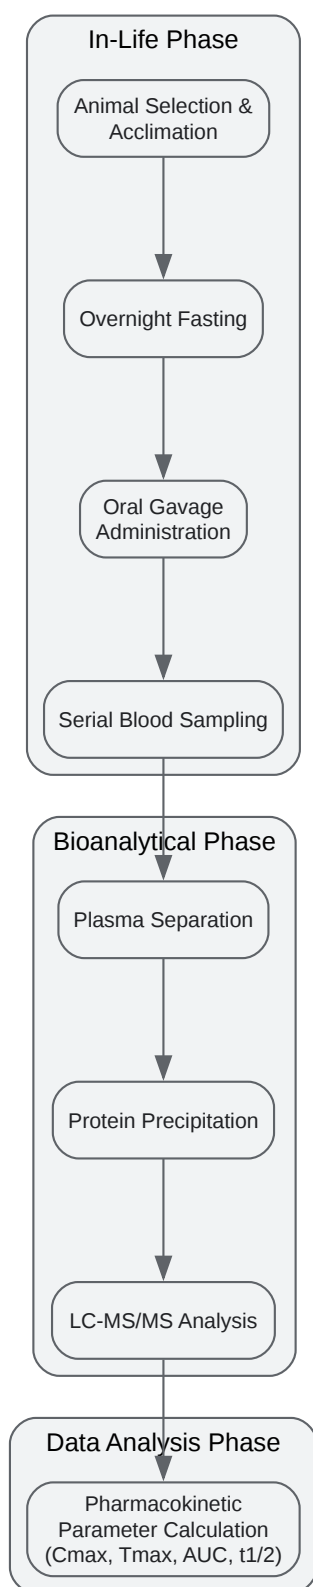 In-Life Phase
Animal Selection &
Acclimation
Overnight Fasting
Oral Gavage
Administration
Serial Blood Sampling
Bioanalytical Phase
Plasma Separation
Protein Precipitation
LC-MS/MS Analysis
Data Analysis Phase
Pharmacokinetic
Parameter Calculation
(Cmax, Tmax, AUC, t1/2)